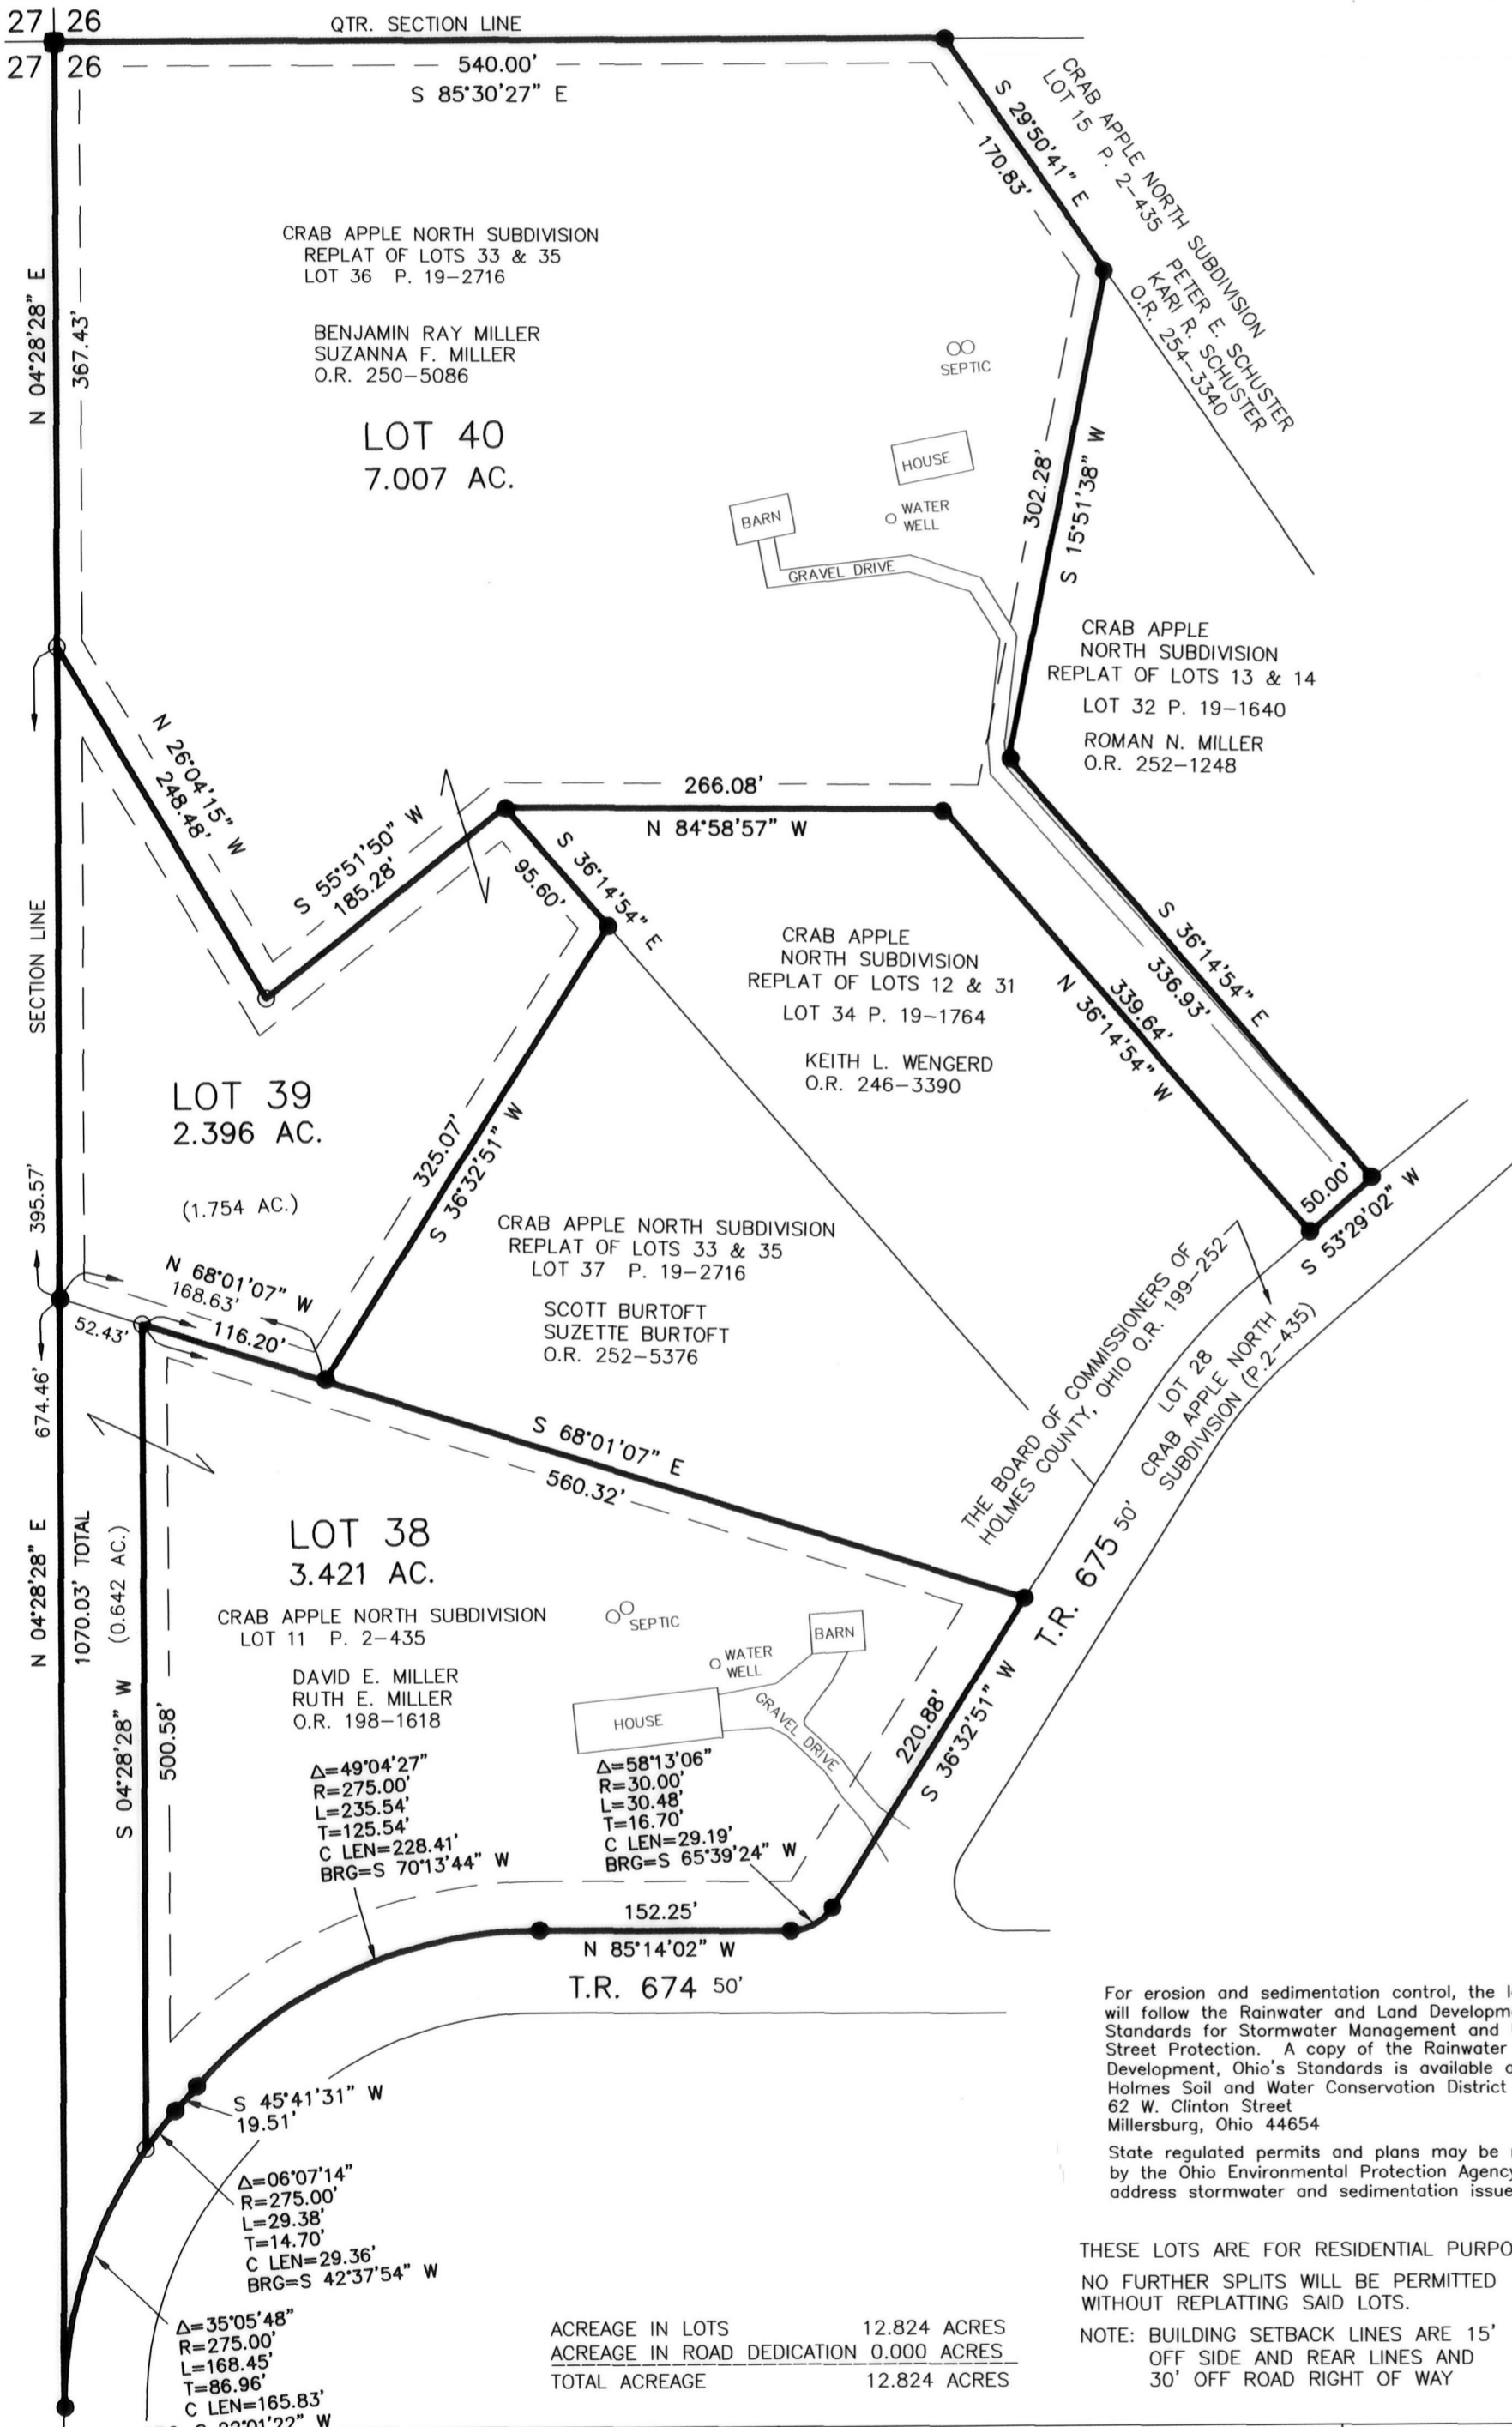 27 26
QTR. SECTION LINE
27 26
540.00'
S 85°30'27" E
S 29°50'41" E
170.83'
CRAB APPLE NORTH SUBDIVISION
LOT 15 P. 2-435 PETER E. SCHUSTER
KARI R. SCHUSTER
O.R. 254-3340
N 04°28'28" E
367.43'
CRAB APPLE NORTH SUBDIVISION
REPLAT OF LOTS 33 & 35
LOT 36 P. 19-2716
BENJAMIN RAY MILLER
SUZANNA F. MILLER
O.R. 250-5086
LOT 40
7.007 AC.
SEPTIC
HOUSE
BARN
WATER
WELL
GRAVEL DRIVE
302.28'
S 15°51'38" W
CRAB APPLE
NORTH SUBDIVISION
REPLAT OF LOTS 13 & 14
LOT 32 P. 19-1640
ROMAN N. MILLER
O.R. 252-1248
N 26°04'15" W
248.48'
S 55°51'50" W
185.28'
266.08'
N 84°58'57" W
S 36°14'54" E
95.60'
SECTION LINE
CRAB APPLE
NORTH SUBDIVISION
REPLAT OF LOTS 12 & 31
LOT 34 P. 19-1764
KEITH L. WENGERD
O.R. 246-3390
S 36°14'54" E
336.93'
339.64'
N 36°14'54" W
50.00'
S 53°29'02" W
LOT 39
2.396 AC.
(1.754 AC.)
325.07'
S 36°32'51" W
395.57'
N 68°01'07" W
168.63'
52.43'
116.20'
674.46'
CRAB APPLE NORTH SUBDIVISION
REPLAT OF LOTS 33 & 35
LOT 37 P. 19-2716
SCOTT BURTOFT
SUZETTE BURTOFT
O.R. 252-5376
THE BOARD OF COMMISSIONERS OF
HOLMES COUNTY, OHIO O.R. 199-252
LOT 28
CRAB APPLE NORTH
SUBDIVISION (P.2-435)
T.R. 675 50'
S 68°01'07" E
560.32'
N 04°28'28" E
1070.03' TOTAL
(0.642 AC.)
S 04°28'28" W
500.58'
LOT 38
3.421 AC.
CRAB APPLE NORTH SUBDIVISION
LOT 11 P. 2-435
DAVID E. MILLER
RUTH E. MILLER
O.R. 198-1618
SEPTIC
WATER
WELL
BARN
HOUSE
GRAVEL DRIVE
220.88'
S 36°32'51" W
Δ=49°04'27"
R=275.00'
L=235.54'
T=125.54'
C LEN=228.41'
BRG=S 70°13'44" W
Δ=58°13'06"
R=30.00'
L=30.48'
T=16.70'
C LEN=29.19'
BRG=S 65°39'24" W
152.25'
N 85°14'02" W
T.R. 674 50'
S 45°41'31" W
19.51'
Δ=06°07'14"
R=275.00'
L=29.38'
T=14.70'
C LEN=29.36'
BRG=S 42°37'54" W
Δ=35°05'48"
R=275.00'
L=168.45'
T=86.96'
C LEN=165.83'
22°01'22" W
For erosion and sedimentation control, the
will follow the Rainwater and Land
Standards for Stormwater Management and
Street Protection. A copy of the Rainwater
Development, Ohio's Standards is available
Holmes Soil and Water Conservation District
62 W. Clinton Street
Millersburg, Ohio 44654
State regulated permits and plans may be
by the Ohio Environmental Protection Agency
address stormwater and sedimentation
THESE LOTS ARE FOR RESIDENTIAL
NO FURTHER SPLITS WILL BE PERMITTED
WITHOUT REPLATTING SAID LOTS.
NOTE: BUILDING SETBACK LINES ARE 15'
OFF SIDE AND REAR LINES AND
30' OFF ROAD RIGHT OF WAY
ACREAGE IN LOTS 12.824 ACRES
ACREAGE IN ROAD DEDICATION 0.000 ACRES
TOTAL ACREAGE 12.824 ACRES